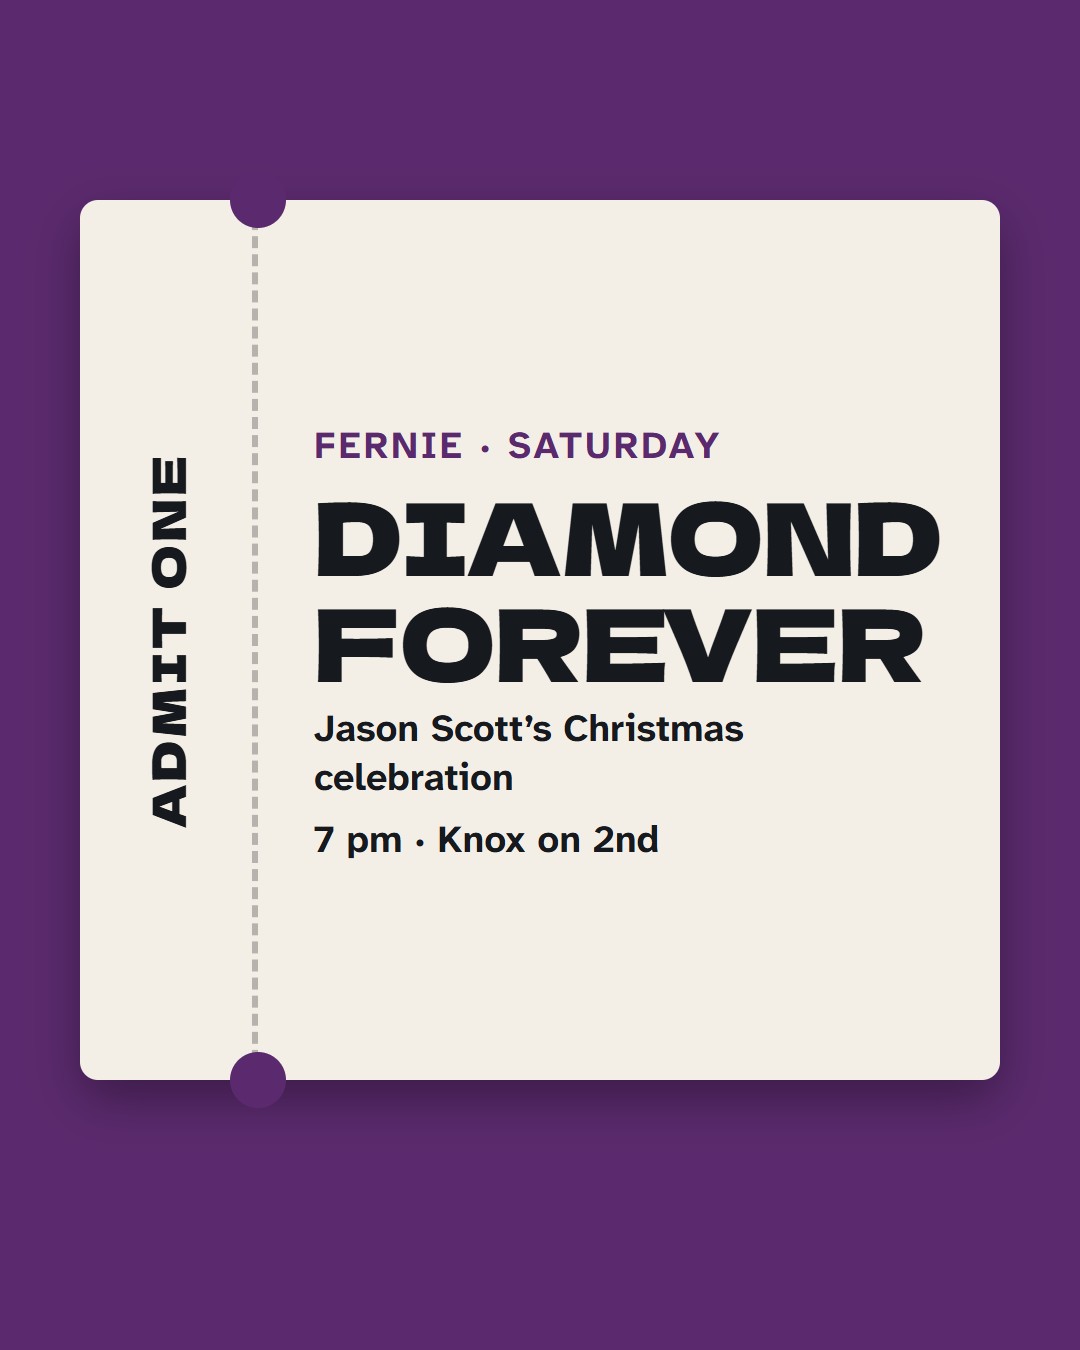 ADMIT ONE
FERNIE · SATURDAY
DIAMOND
FOREVER
Jason Scott’s Christmas
celebration
7 pm · Knox on 2nd